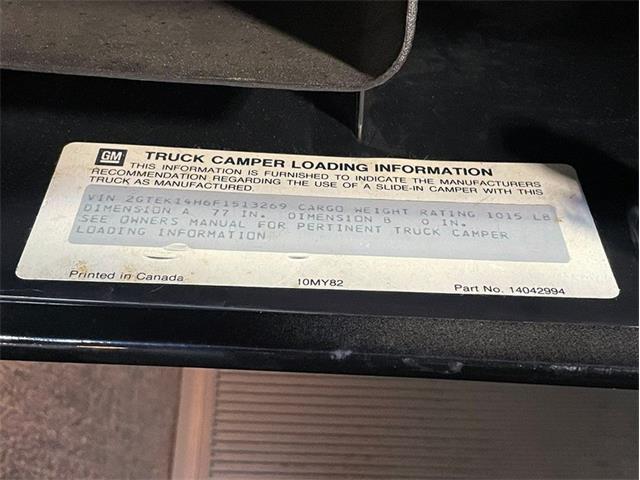 GM TRUCK CAMPER LOADING INFORMATION
THIS INFORMATION IS FURNISHED TO INDICATE THE MANUFACTURERS
RECOMMENDATION REGARDING THE USE OF A SLIDE-IN CAMPER WITH THIS
TRUCK AS MANUFACTURED.
VIN 2GTEK14H6F1513269 CARGO WEIGHT RATING 1015 LB
DIMENSION A 77 IN. DIMENSION B 0 IN.
SEE OWNERS MANUAL FOR PERTINENT TRUCK CAMPER
LOADING INFORMATION
Printed in Canada 10MY82 Part No. 14042994